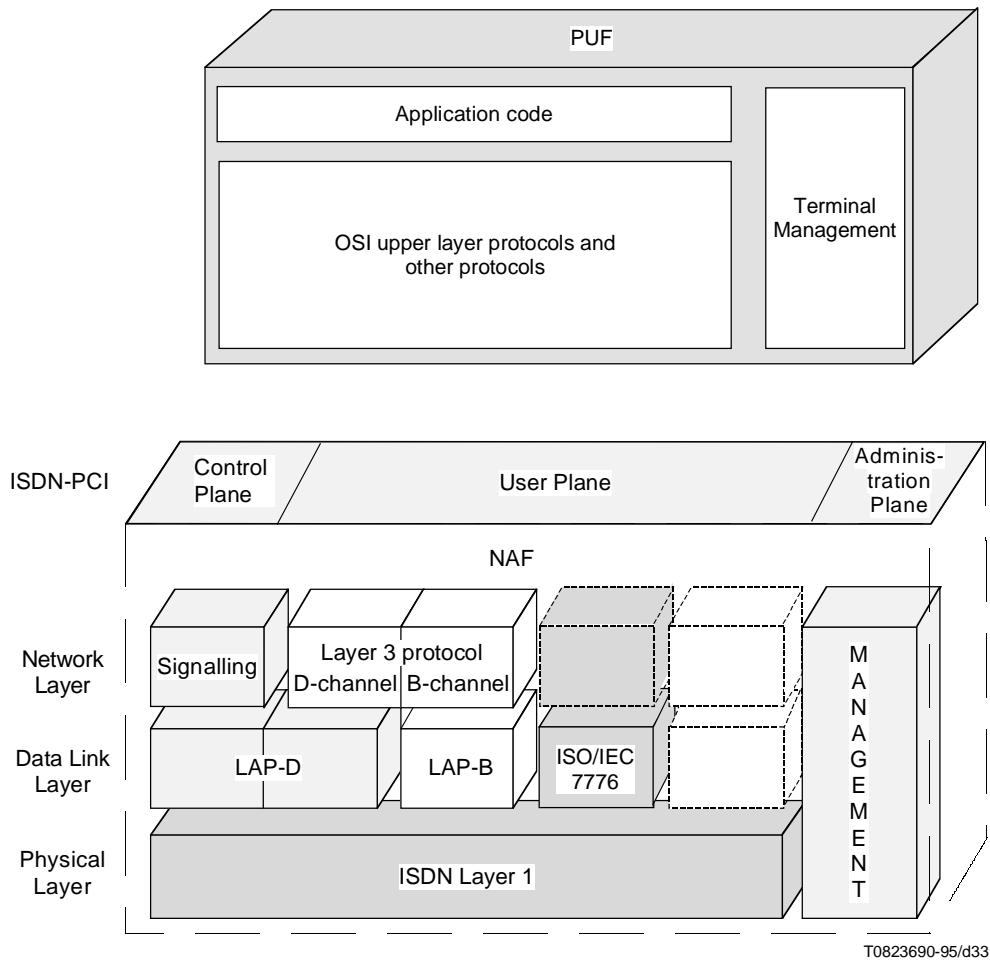 PUF
Application code
OSI upper layer protocols and
other protocols
Terminal
Management
ISDN-PCI
Control
Plane
User Plane
Adminis-
tration
Plane
NAF
Network
Layer
Signalling
Layer 3 protocol
D-channel B-channel
Data Link
Layer
LAP-D
LAP-B
ISO/IEC
7776
Physical
Layer
ISDN Layer 1
M
A
N
A
G
E
M
E
N
T
T0823690-95/d33